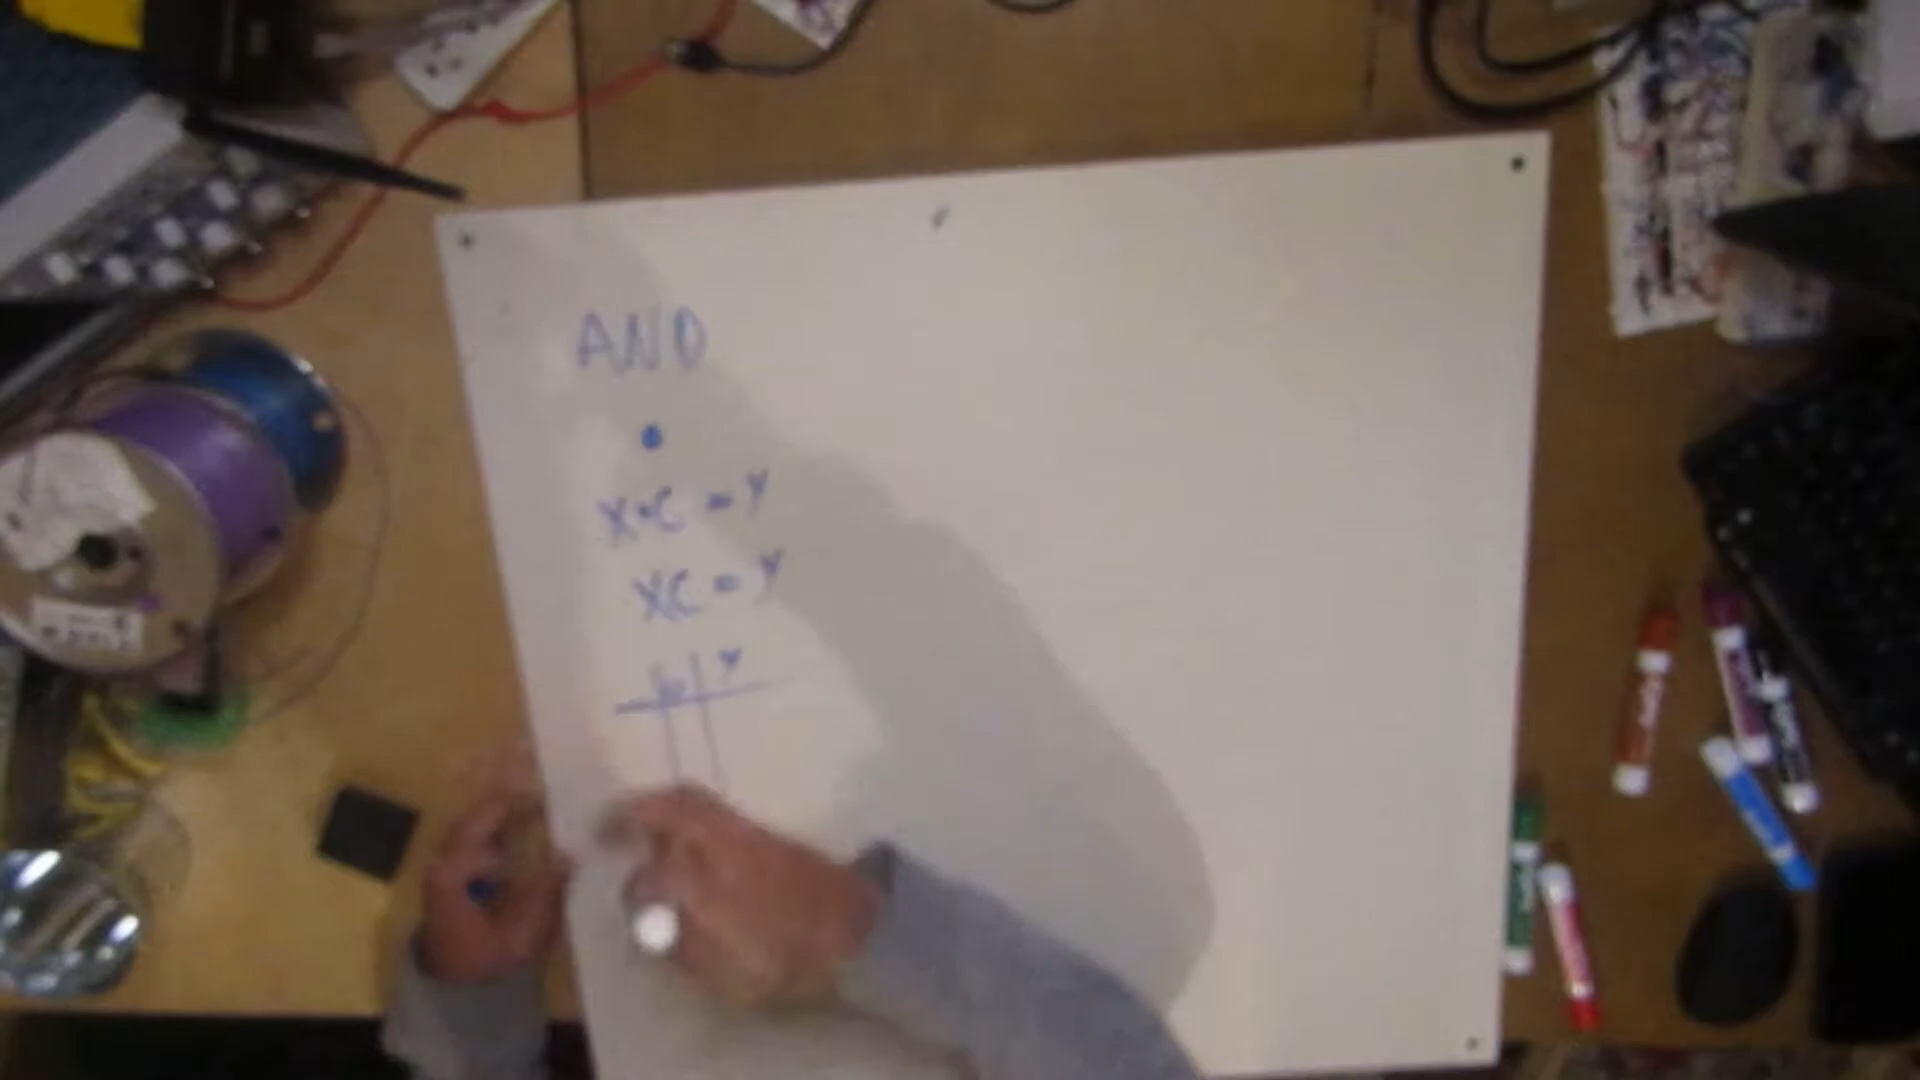 AND
•
X•C = Y
XC = Y
Y